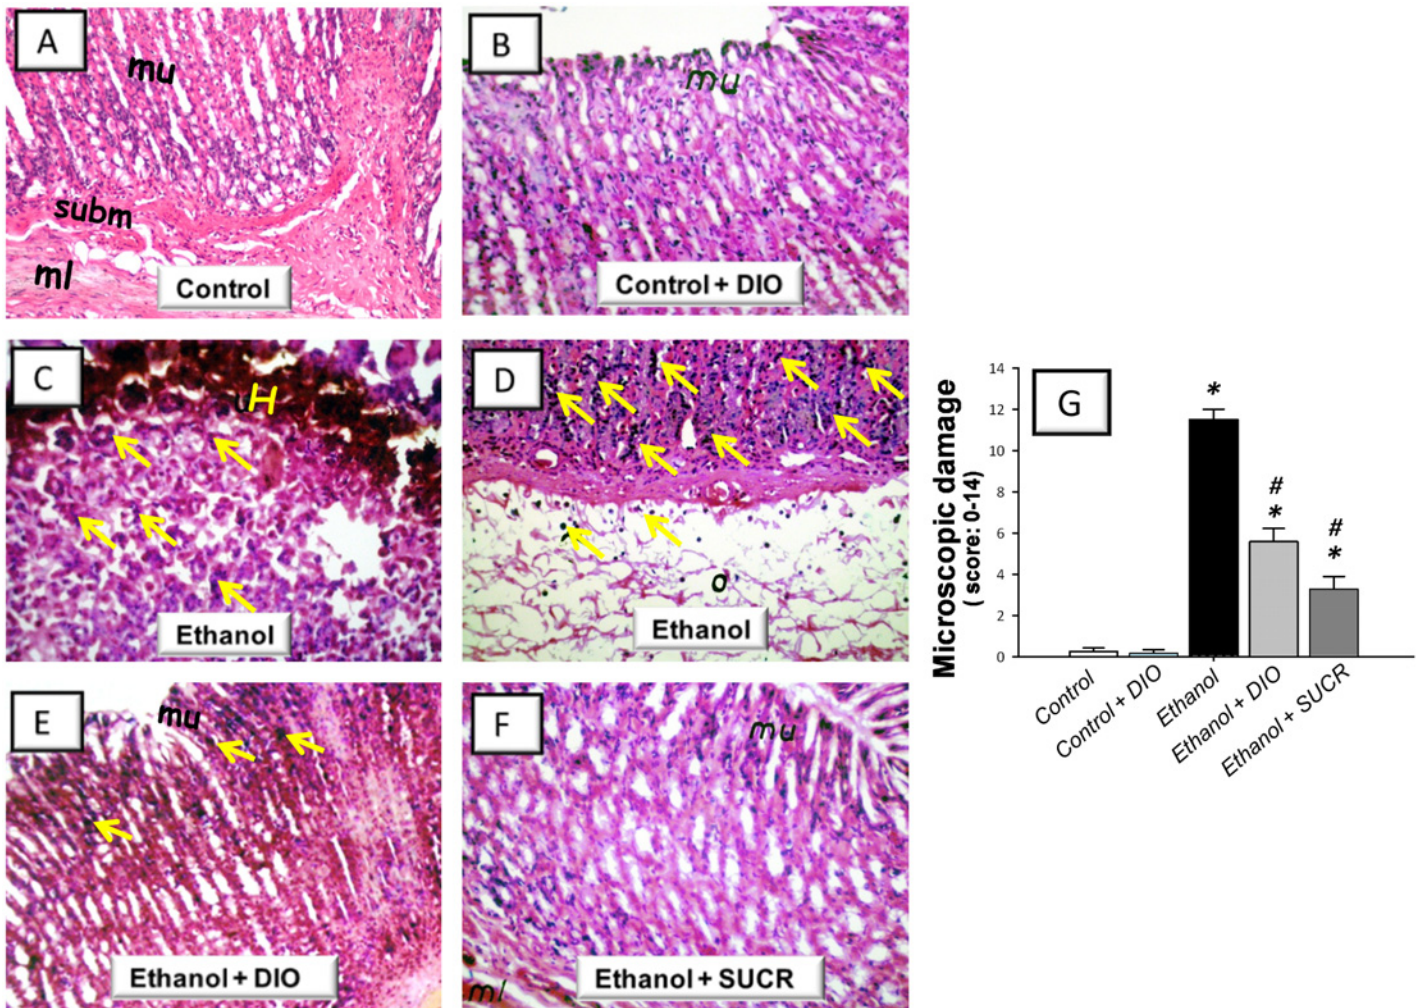 A
mu
subm
ml
Control
B
mu
Control + DIO
C
H
Ethanol
D
o
Ethanol
E
mu
Ethanol + DIO
F
mu
ml
Ethanol + SUCR
G
Microscopic damage
( score: 0-14)
14
12
10
8
6
4
2
0
*
#
*
#
*
Control
Control + DIO
Ethanol
Ethanol + DIO
Ethanol + SUCR